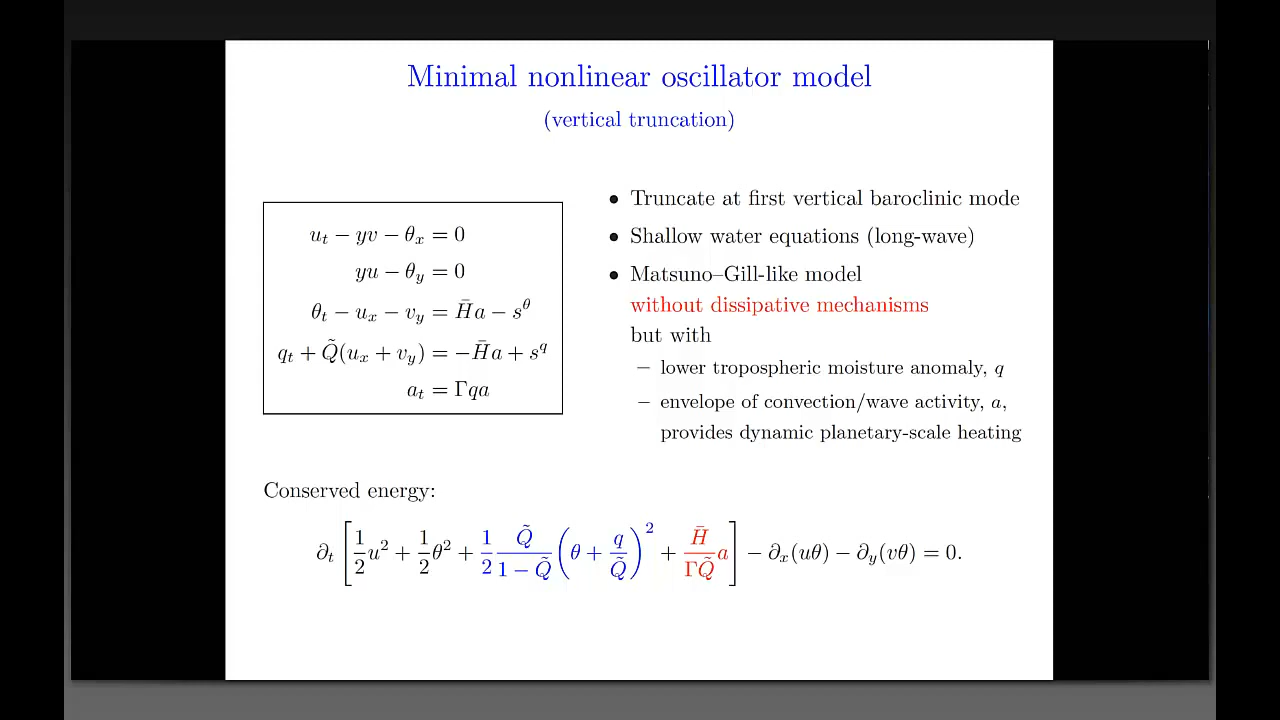 Minimal nonlinear oscillator model
(vertical truncation)
u_t − yv − θ_x = 0
yu − θ_y = 0
θ_t − u_x − v_y = H̄a − s^θ
q_t + Q̃(u_x + v_y) = −H̄a + s^q
a_t = Γqa
• Truncate at first vertical baroclinic mode
• Shallow water equations (long-wave)
• Matsuno–Gill-like model
without dissipative mechanisms
but with
– lower tropospheric moisture anomaly, q
– envelope of convection/wave activity, a,
provides dynamic planetary-scale heating
Conserved energy:
∂_t [ 1/2 u² + 1/2 θ² + 1/2 Q̃/(1 − Q̃) (θ + q/Q̃)² + H̄/(ΓQ̃) a ] − ∂_x(uθ) − ∂_y(vθ) = 0.